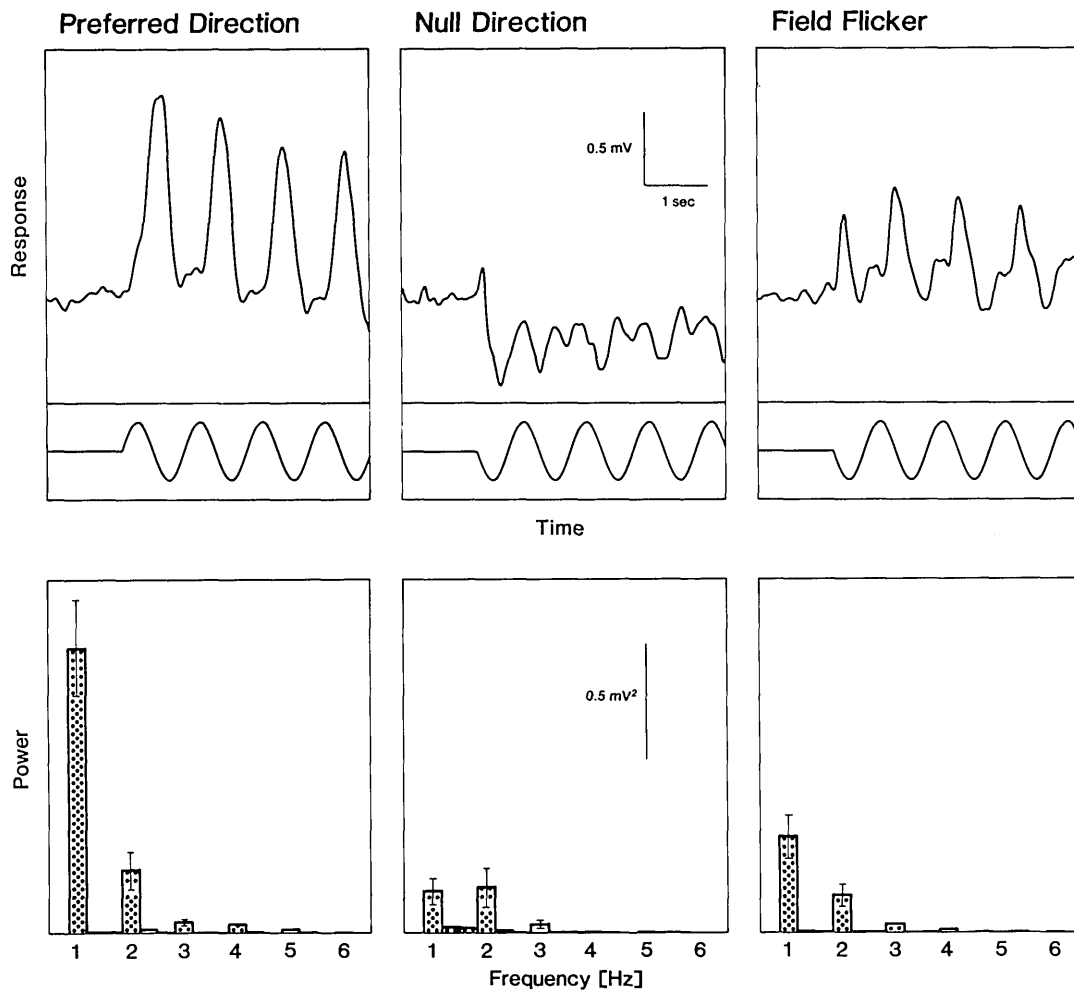 Preferred Direction
Null Direction
Field Flicker
Response
0.5 mV
1 sec
Time
Power
0.5 mV²
1 2 3 4 5 6
1 2 3 4 5 6
1 2 3 4 5 6
Frequency [Hz]